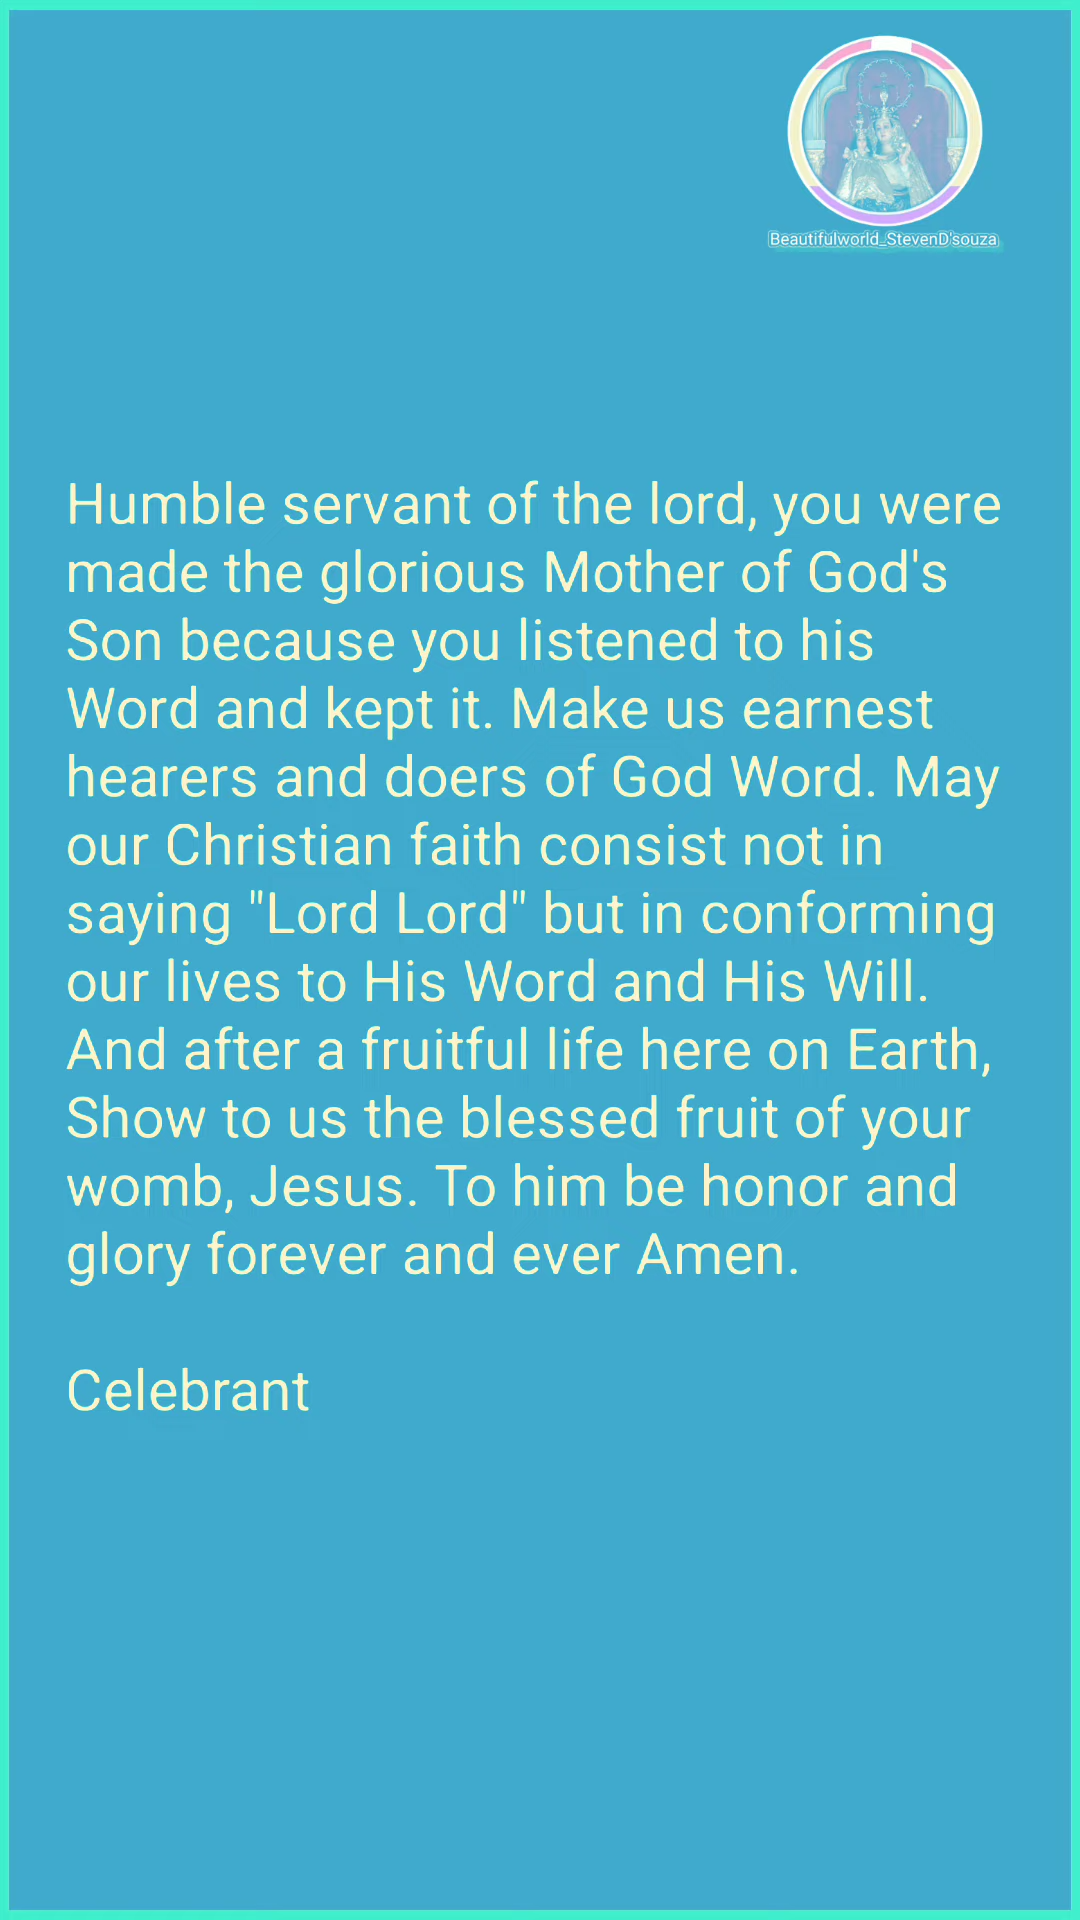 Beautifulworld_StevenD'souza
Humble servant of the lord, you were
made the glorious Mother of God's
Son because you listened to his
Word and kept it. Make us earnest
hearers and doers of God Word. May
our Christian faith consist not in
saying "Lord Lord" but in conforming
our lives to His Word and His Will.
And after a fruitful life here on Earth,
Show to us the blessed fruit of your
womb, Jesus. To him be honor and
glory forever and ever Amen.
Celebrant